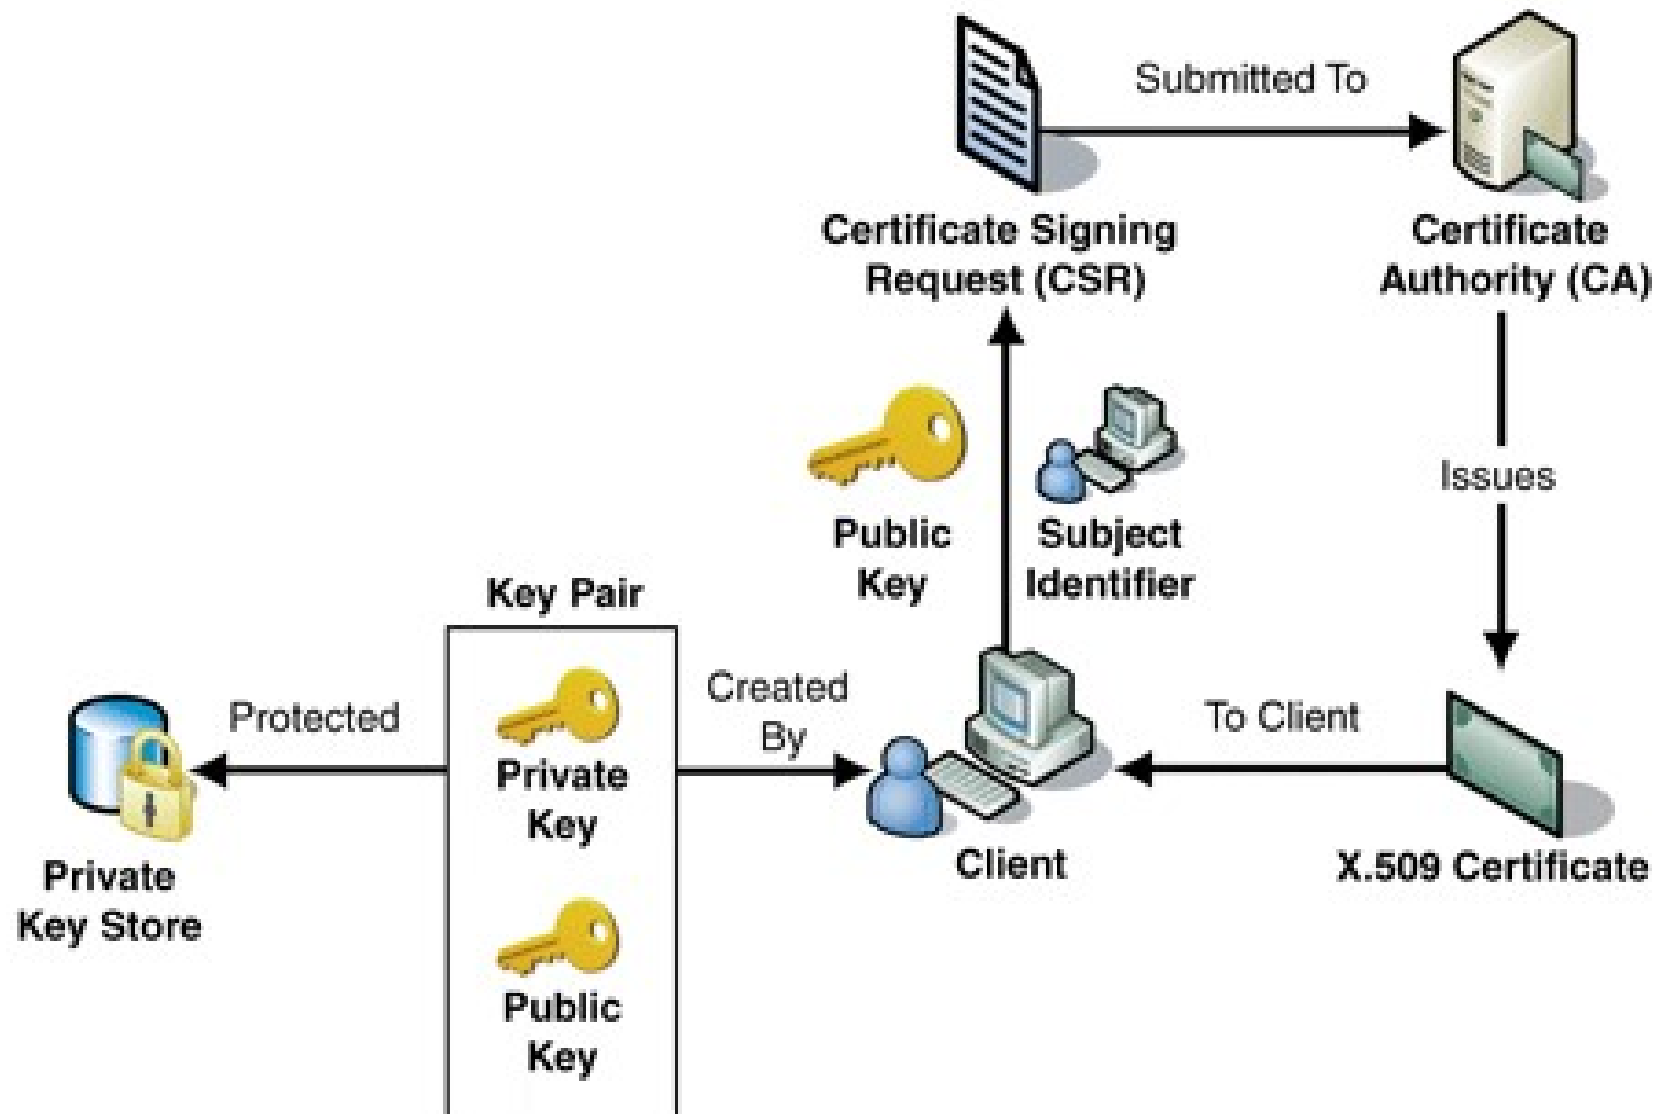 Submitted To
Certificate Signing
Request (CSR)
Certificate
Authority (CA)
Issues
Public
Key
Subject
Identifier
Key Pair
Protected
Private
Key
Created
By
To Client
Client
X.509 Certificate
Private
Key Store
Public
Key